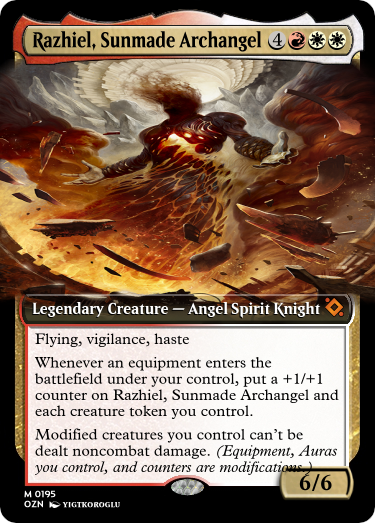 Razhiel, Sunmade Archangel 4
Legendary Creature — Angel Spirit Knight
Flying, vigilance, haste
Whenever an equipment enters the
battlefield under your control, put a +1/+1
counter on Razhiel, Sunmade Archangel and
each creature token you control.
Modified creatures you control can't be
dealt noncombat damage. (Equipment, Auras
you control, and counters are modifications.)
6/6
M 0195
OZN YIGTKOROGLU